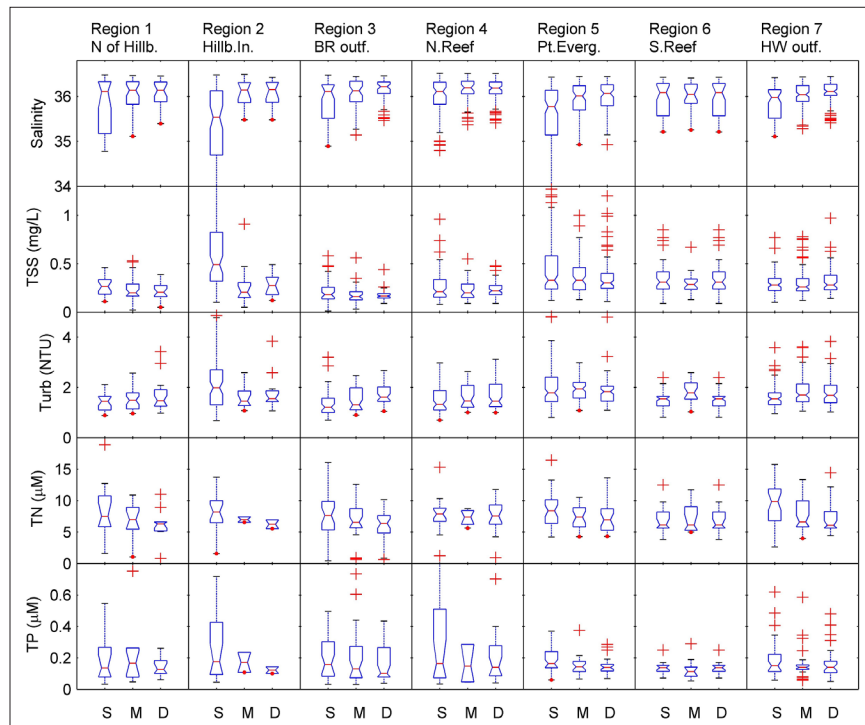 Region 1 Region 2 Region 3 Region 4 Region 5 Region 6 Region 7
N of Hillb. Hillb.In. BR outf. N.Reef Pt.Everg. S.Reef HW outf.
36
Salinity
35
34
1
TSS (mg/L)
0.5
0
4
Turb (NTU)
2
0
15
TN (μM)
10
5
0
0.6
TP (μM)
0.4
0.2
0
S M D S M D S M D S M D S M D S M D S M D